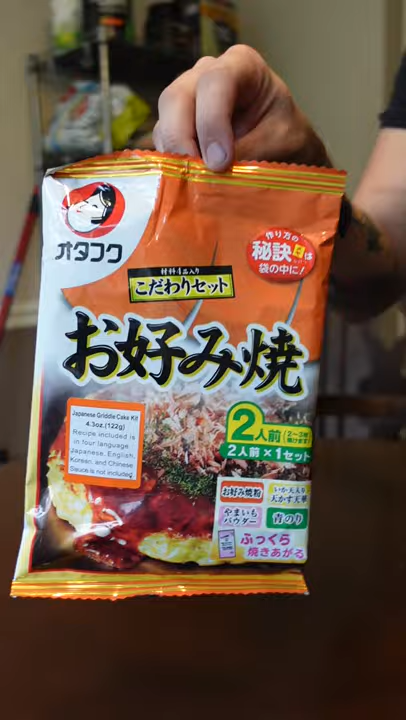 オタフク
作り方の
秘訣は
袋の中に!
材料4品入り
こだわりセット
お好み焼
Japanese Griddle Cake Kit
4.3oz.(122g)
Recipe included is
in four language,
Japanese, English,
Korean, and Chinese
Sauce is not included.
2人前
2人前×1セット
お好み焼粉
いか天入り
天かす天華
やまいも
パウダー
青のり
ふっくら
焼きあがる